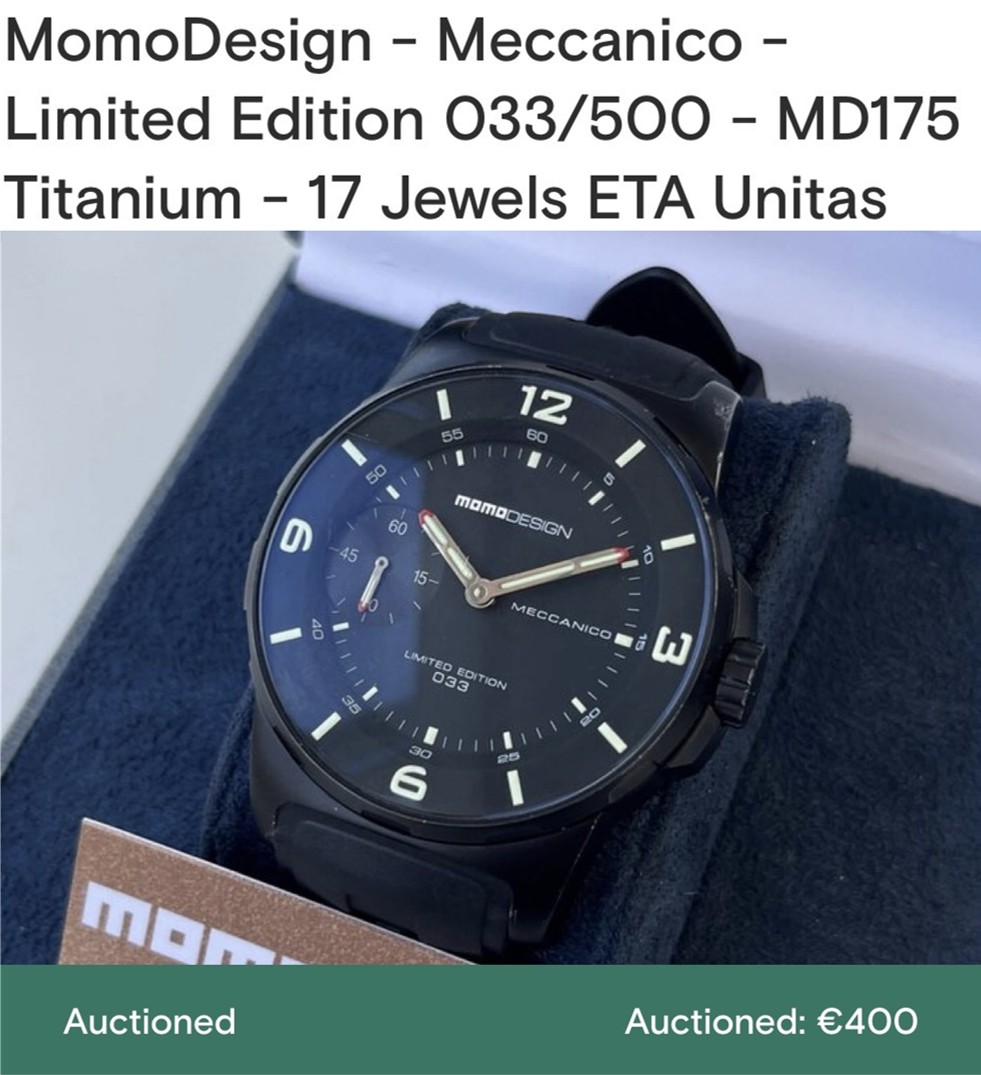 MomoDesign - Meccanico -
Limited Edition 033/500 - MD175
Titanium - 17 Jewels ETA Unitas
12
60
55
5
50
momoDESIGN
60
10
9
45
15
MECCANICO
15
3
40
LIMITED EDITION
033
35
20
30
25
6
Auctioned
Auctioned: €400